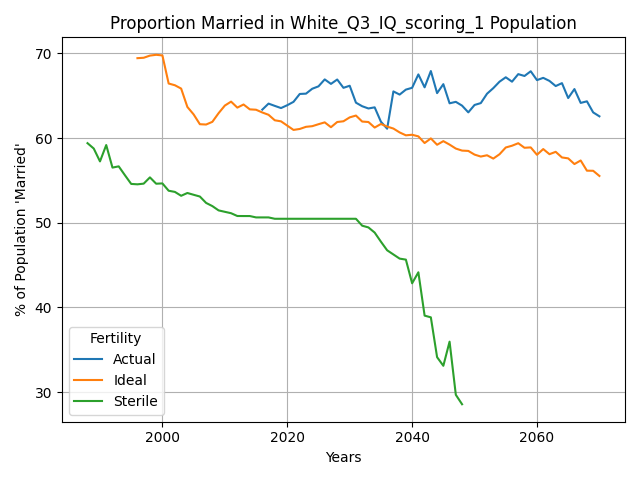 Proportion Married in White_Q3_IQ_scoring_1 Population
% of Population 'Married'
70
60
50
40
30
Fertility
Actual
Ideal
Sterile
2000 2020 2040 2060
Years